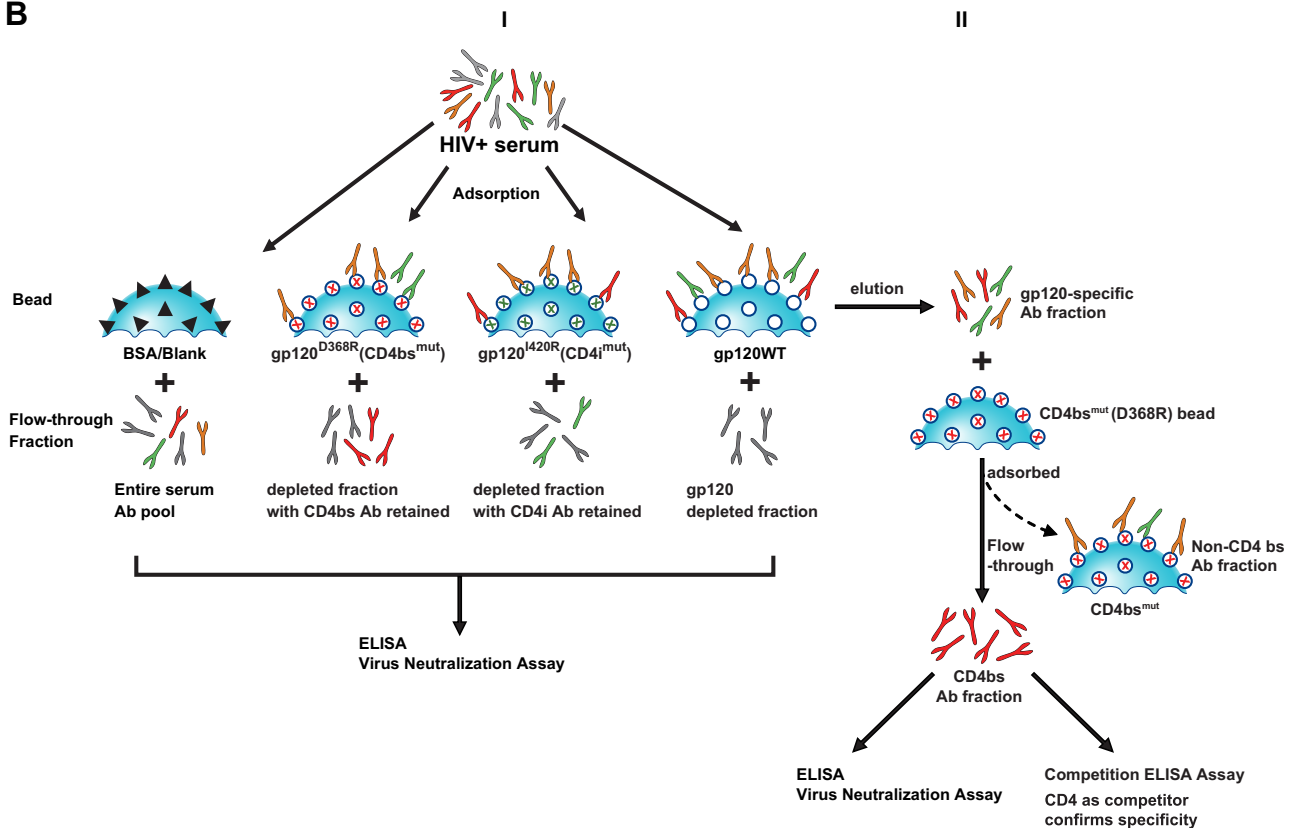 B
I
II
HIV+ serum
Adsorption
Bead
BSA/Blank
gp120D368R(CD4bsmut)
gp120I420R(CD4imut)
gp120WT
elution
gp120-specific
Ab fraction
+
+
+
+
+
Flow-through
Fraction
CD4bsmut (D368R) bead
Entire serum
Ab pool
depleted fraction
with CD4bs Ab retained
depleted fraction
with CD4i Ab retained
gp120
depleted fraction
adsorbed
Flow
-through
Non-CD4 bs
Ab fraction
CD4bsmut
ELISA
Virus Neutralization Assay
CD4bs
Ab fraction
ELISA
Virus Neutralization Assay
Competition ELISA Assay
CD4 as competitor
confirms specificity